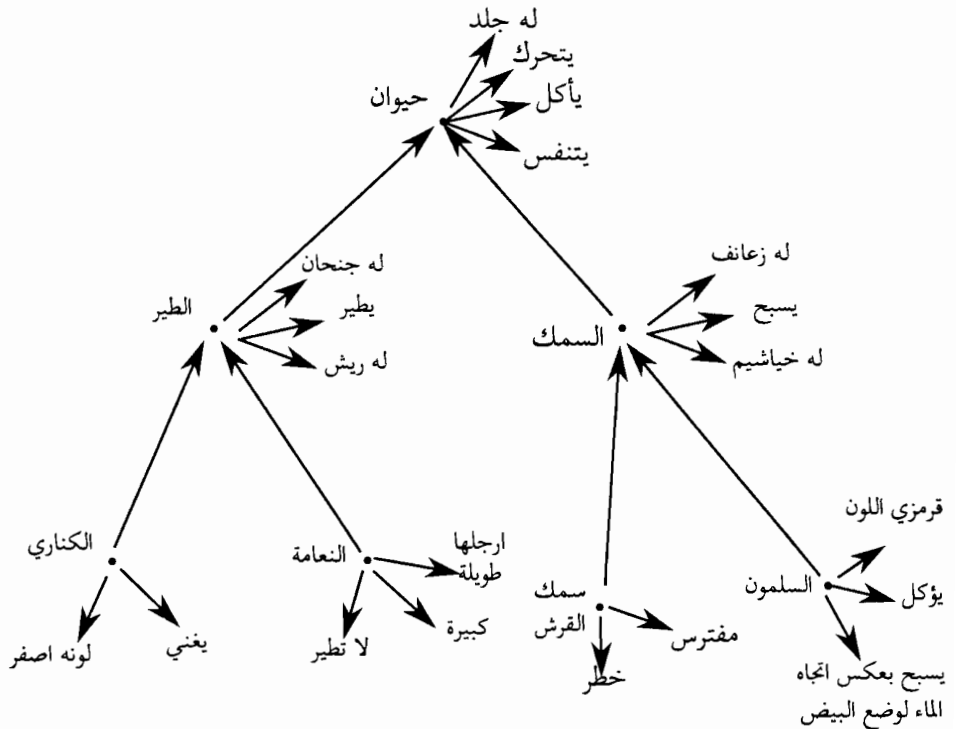 له جلد
يتحرك
حيوان
يأكل
يتنفس
له زعانف
السمك
يسبح
له خياشيم
له جنحان
الطير
يطير
له ريش
قرمزي اللون
السلمون
يؤكل
يسبح بعكس اتجاه
الماء لوضع البيض
سمك
القرش
مفترس
خطر
النعامة
ارجلها
طويلة
كبيرة
لا تطير
الكناري
يغني
لونه اصفر